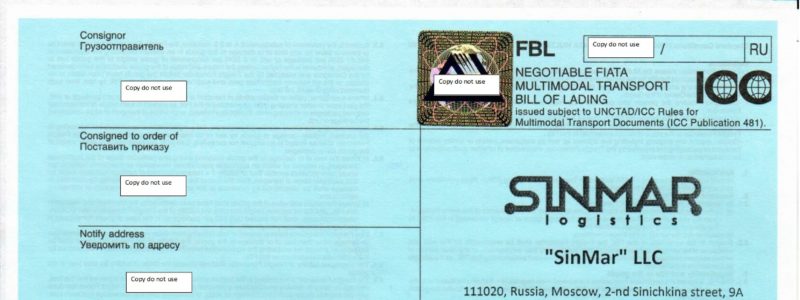 Consignor
Грузоотправитель
Copy do not use
Consigned to order of
Поставить приказу
Copy do not use
Notify address
Уведомить по адресу
Copy do not use
Copy do not use
FBL
Copy do not use
/
RU
NEGOTIABLE FIATA
MULTIMODAL TRANSPORT
BILL OF LADING
issued subject to UNCTAD/ICC Rules for
Multimodal Transport Documents (ICC Publication 481).
ICC
SINMAR
logistics
"SinMar" LLC
111020, Russia, Moscow, 2-nd Sinichkina street, 9A